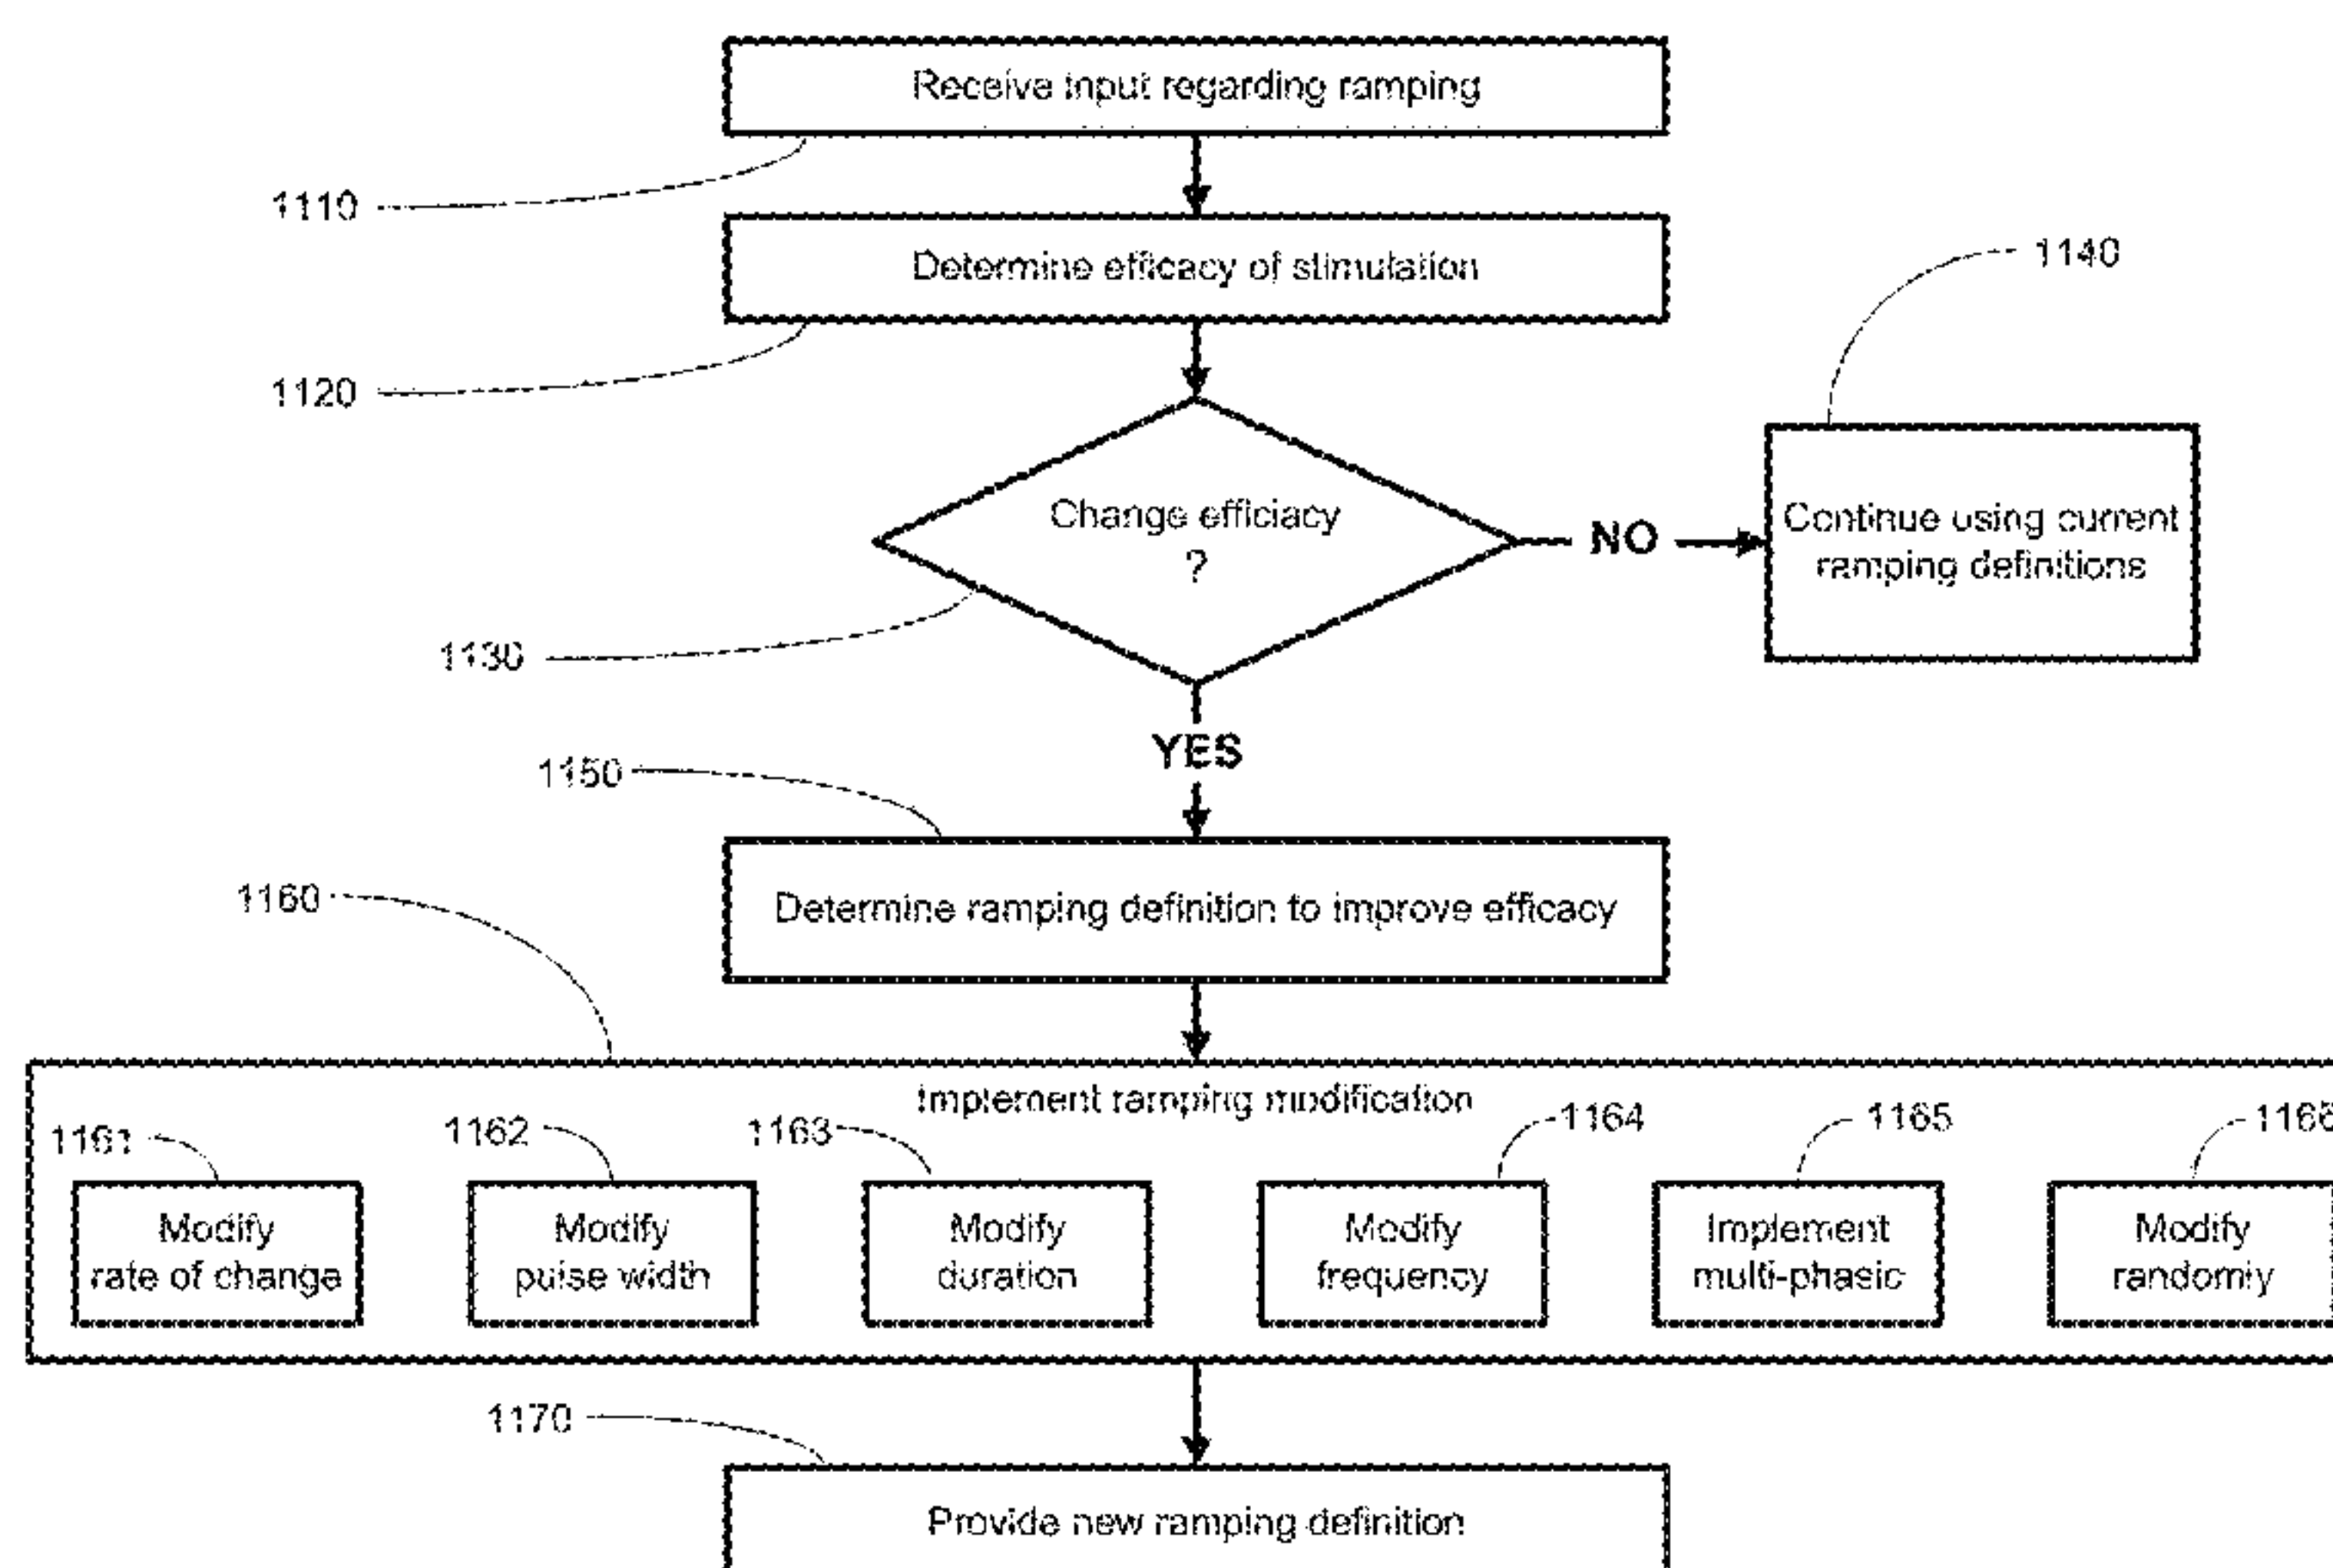 Receive input regarding ramping
1110
Determine efficacy of stimulation
1140
1120
Change efficiacy
?
NO
Continue using current
ramping definitions
1130
YES
1150
Determine ramping definition to improve efficacy
1160
Implement ramping modification
1161
1162
1163
1164
1165
1166
Modify
rate of change
Modify
pulse width
Modify
duration
Modify
frequency
Implement
multi-phasic
Modify
randomly
1170
Provide new ramping definition